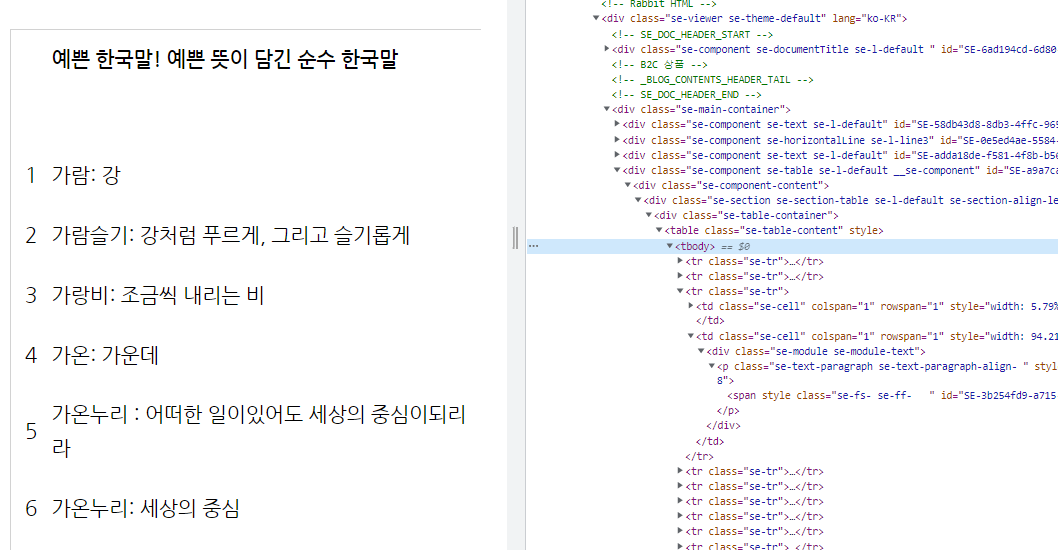 예쁜 한국말! 예쁜 뜻이 담긴 순수 한국말
1 가람: 강
2 가람슬기: 강처럼 푸르게, 그리고 슬기롭게
3 가랑비: 조금씩 내리는 비
4 가온: 가운데
5 가온누리 : 어떠한 일이있어도 세상의 중심이되리
라
6 가온누리: 세상의 중심
<!-- Rabbit HTML -->
▼<div class="se-viewer se-theme-default" lang="ko-KR">
<!-- SE_DOC_HEADER_START -->
▶<div class="se-component se-documentTitle se-l-default " id="SE-6ad194cd-6d80-
<!-- B2C 상품 -->
<!-- _BLOG_CONTENTS_HEADER_TAIL -->
<!-- SE_DOC_HEADER_END -->
▼<div class="se-main-container">
▶<div class="se-component se-text se-l-default" id="SE-58db43d8-8db3-4ffc-965
▶<div class="se-component se-horizontalLine se-l-line3" id="SE-0e5ed4ae-5584-
▶<div class="se-component se-text se-l-default" id="SE-adda18de-f581-4f8b-b56
▼<div class="se-component se-table se-l-default __se-component" id="SE-a9a7ca
▼<div class="se-component-content">
▼<div class="se-section se-section-table se-l-default se-section-align-le
▼<div class="se-table-container">
▼<table class="se-table-content" style>
… ▼<tbody> == $0
▶<tr class="se-tr">…</tr>
▶<tr class="se-tr">…</tr>
▼<tr class="se-tr">
▶<td class="se-cell" colspan="1" rowspan="1" style="width: 5.79%
</td>
▼<td class="se-cell" colspan="1" rowspan="1" style="width: 94.21
▼<div class="se-module se-module-text">
▼<p class="se-text-paragraph se-text-paragraph-align- " styl
8">
<span style class="se-fs- se-ff-   " id="SE-3b254fd9-a715
</p>
</div>
</td>
</tr>
▶<tr class="se-tr">…</tr>
▶<tr class="se-tr">…</tr>
▶<tr class="se-tr">…</tr>
▶<tr class="se-tr">…</tr>
▶<tr class="se-tr">…</tr>
▶<tr class="se-tr">…</tr>